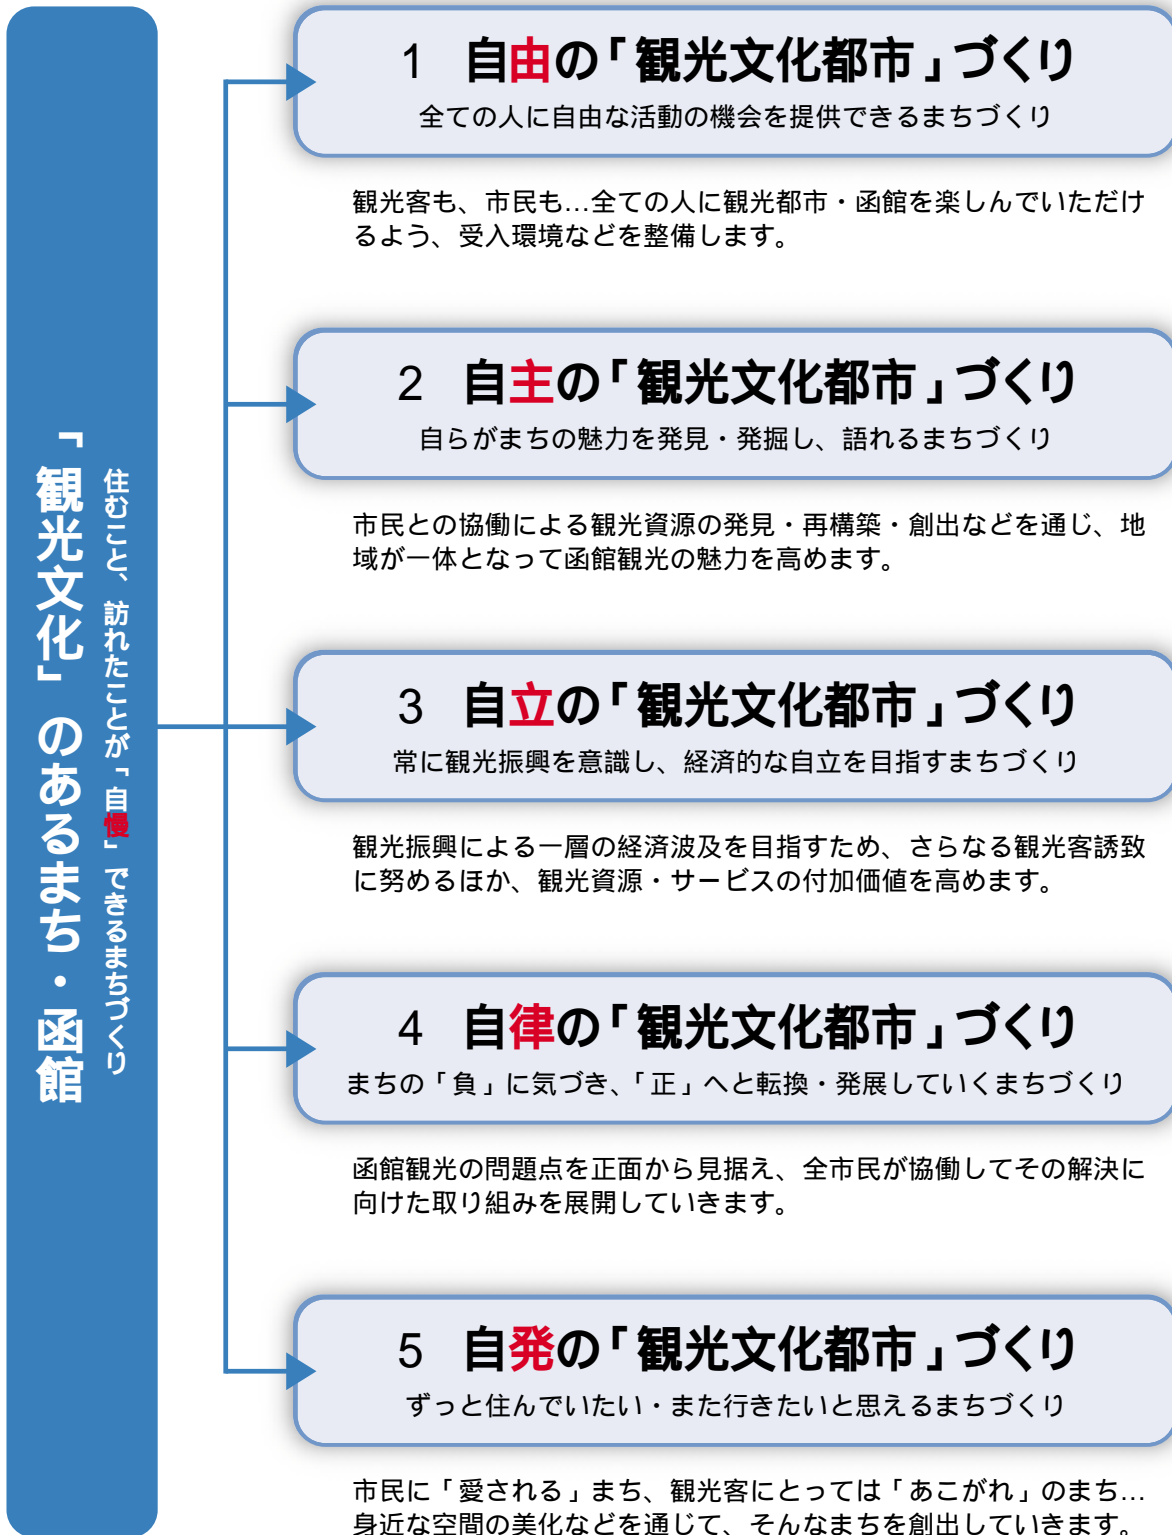 「観光文化」のあるまち・函館
住むこと、訪れたことが「自慢」できるまちづくり
1 自由の「観光文化都市」づくり
全ての人に自由な活動の機会を提供できるまちづくり
観光客も、市民も…全ての人に観光都市・函館を楽しんでいただけ
るよう、受入環境などを整備します。
2 自主の「観光文化都市」づくり
自らがまちの魅力を発見・発掘し、語れるまちづくり
市民との協働による観光資源の発見・再構築・創出などを通じ、地
域が一体となって函館観光の魅力を高めます。
3 自立の「観光文化都市」づくり
常に観光振興を意識し、経済的な自立を目指すまちづくり
観光振興による一層の経済波及を目指すため、さらなる観光客誘致
に努めるほか、観光資源・サービスの付加価値を高めます。
4 自律の「観光文化都市」づくり
まちの「負」に気づき、「正」へと転換・発展していくまちづくり
函館観光の問題点を正面から見据え、全市民が協働してその解決に
向けた取り組みを展開していきます。
5 自発の「観光文化都市」づくり
ずっと住んでいたい・また行きたいと思えるまちづくり
市民に「愛される」まち、観光客にとっては「あこがれ」のまち…
身近な空間の美化などを通じて、そんなまちを創出していきます。